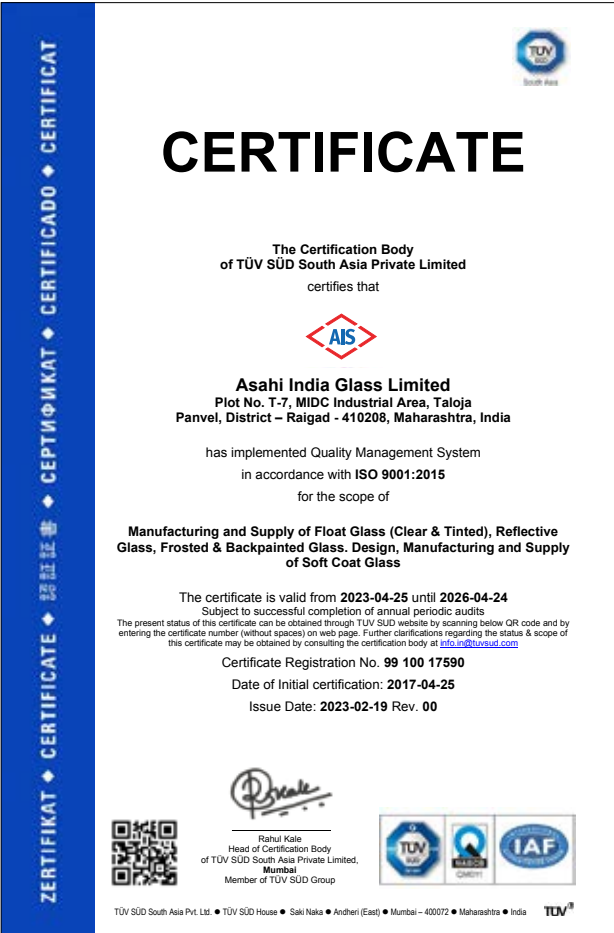 TÜV
SÜD
South Asia
ZERTIFIKAT ◆ CERTIFICATE ◆ 認証証書 ◆ СЕРТИФИКАТ ◆ CERTIFICADO ◆ CERTIFICAT
CERTIFICATE
The Certification Body
of TÜV SÜD South Asia Private Limited
certifies that
AIS
Asahi India Glass Limited
Plot No. T-7, MIDC Industrial Area, Taloja
Panvel, District – Raigad - 410208, Maharashtra, India
has implemented Quality Management System
in accordance with ISO 9001:2015
for the scope of
Manufacturing and Supply of Float Glass (Clear & Tinted), Reflective
Glass, Frosted & Backpainted Glass. Design, Manufacturing and Supply
of Soft Coat Glass
The certificate is valid from 2023-04-25 until 2026-04-24
Subject to successful completion of annual periodic audits
The present status of this certificate can be obtained through TUV SUD website by scanning below QR code and by
entering the certificate number (without spaces) on web page. Further clarifications regarding the status & scope of
this certificate may be obtained by consulting the certification body at info.in@tuvsud.com
Certificate Registration No. 99 100 17590
Date of Initial certification: 2017-04-25
Issue Date: 2023-02-19 Rev. 00
Rahul Kale
Head of Certification Body
of TÜV SÜD South Asia Private Limited,
Mumbai
Member of TÜV SÜD Group
TÜV
SÜD
NABCB
IAF
TÜV SÜD South Asia Pvt. Ltd. ● TÜV SÜD House ● Saki Naka ● Andheri (East) ● Mumbai – 400072 ● Maharashtra ● India
TÜV®